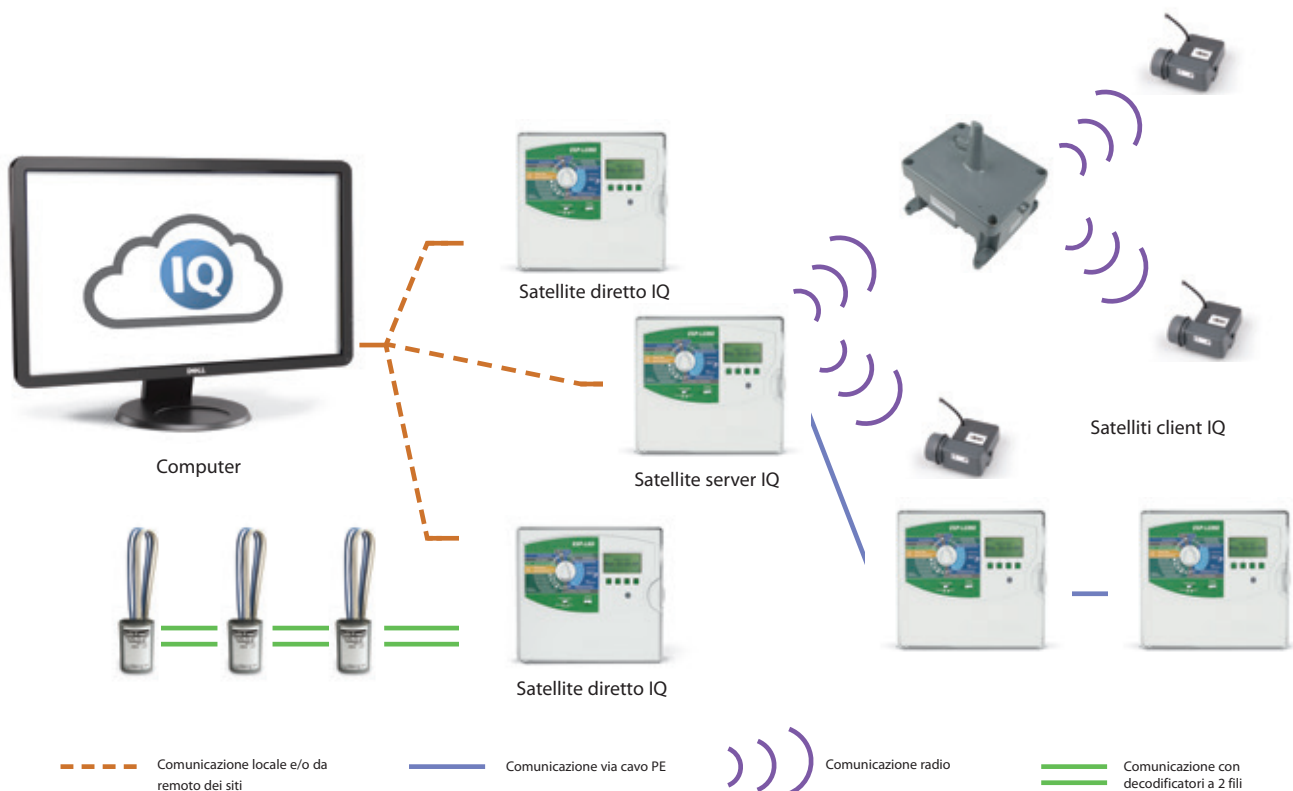 IQ
DELL
Computer
Satellite diretto IQ
Satellite server IQ
Satelliti client IQ
Satellite diretto IQ
Comunicazione locale e/o da
remoto dei siti
Comunicazione via cavo PE
Comunicazione radio
Comunicazione con
decodificatori a 2 fili